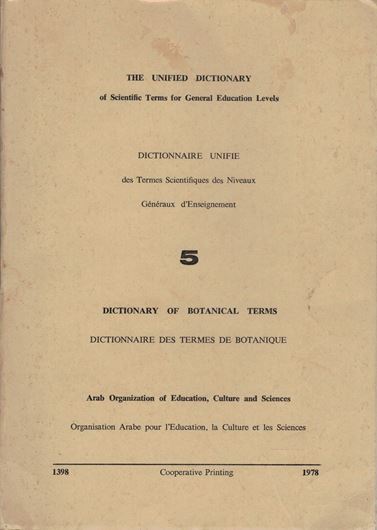 THE UNIFIED DICTIONARY
of Scientific Terms for General Education Levels
DICTIONNAIRE UNIFIE
des Termes Scientifiques des Niveaux
Généraux d'Enseignement
5
DICTIONARY OF BOTANICAL TERMS
DICTIONNAIRE DES TERMES DE BOTANIQUE
Arab Organization of Education, Culture and Sciences
Organisation Arabe pour l'Education, la Culture et les Sciences
1398 Cooperative Printing 1978